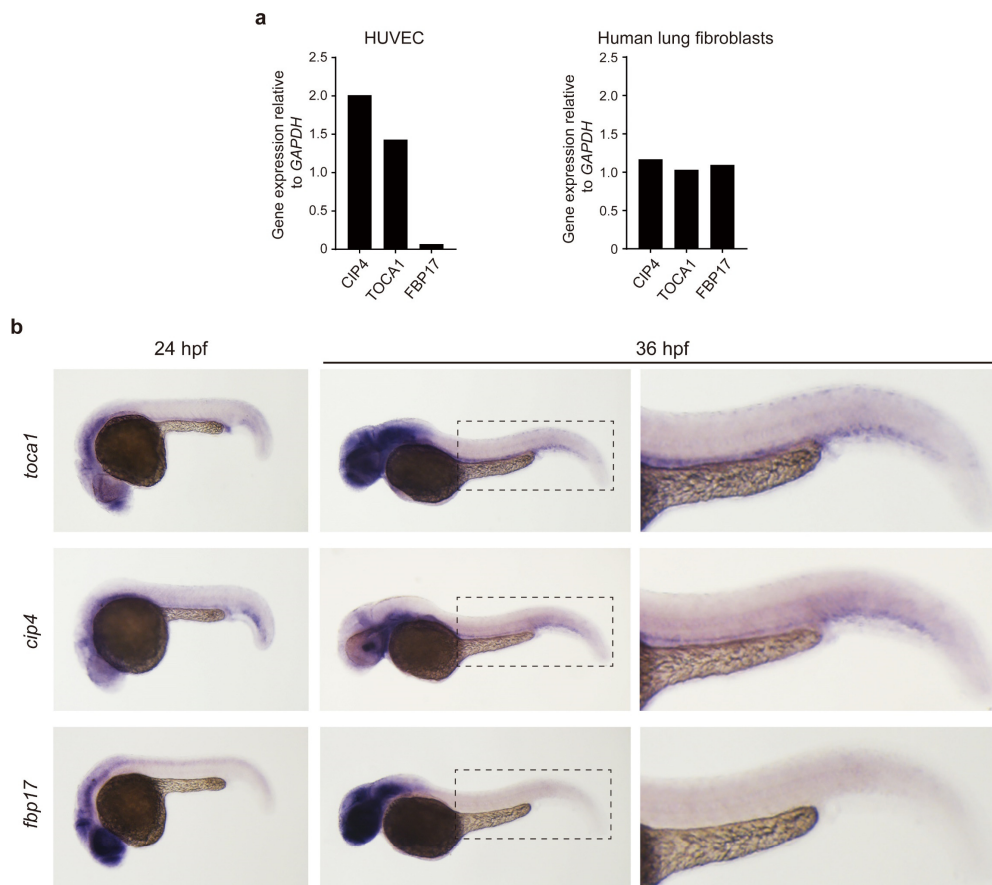 a
HUVEC
Gene expression relative
to GAPDH
2.5
2.0
1.5
1.0
0.5
0
CIP4
TOCA1
FBP17
Human lung fibroblasts
Gene expression relative
to GAPDH
2.5
2.0
1.5
1.0
0.5
0
CIP4
TOCA1
FBP17
b
24 hpf
36 hpf
toca1
cip4
fbp17